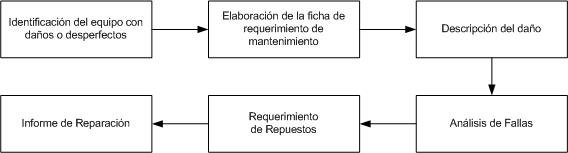 Identificación del equipo con
daños o desperfectos
Elaboración de la ficha de
requerimiento de
mantenimiento
Descripción del daño
Análisis de Fallas
Requerimiento
de Repuestos
Informe de Reparación